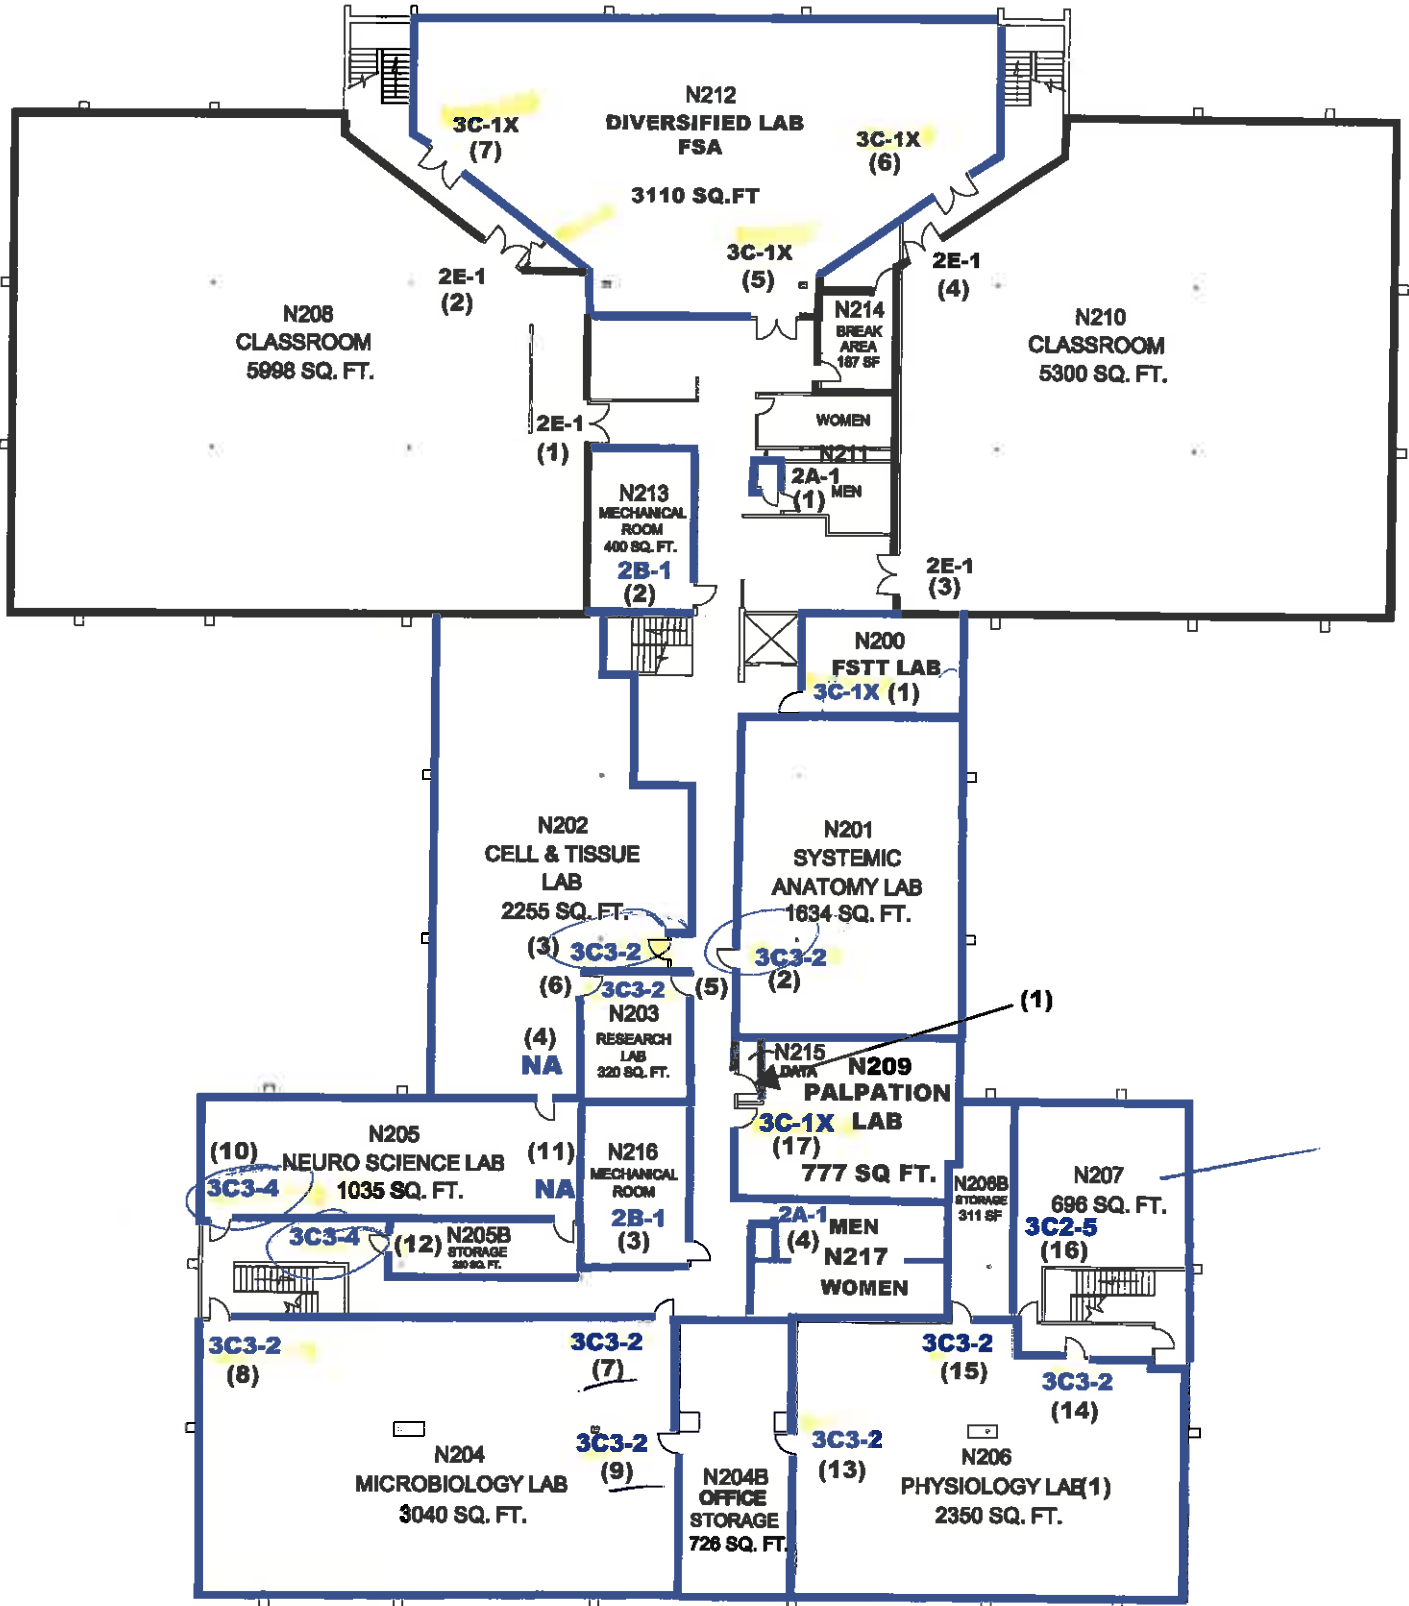 N212
DIVERSIFIED LAB
FSA
3110 SQ.FT
3C-1X
(7)
3C-1X
(6)
3C-1X
(5)
2E-1
(2)
2E-1
(4)
N208
CLASSROOM
5998 SQ. FT.
N214
BREAK
AREA
187 SF
N210
CLASSROOM
5300 SQ. FT.
2E-1
(1)
WOMEN
N211
2A-1
(1)
MEN
N213
MECHANICAL
ROOM
400 SQ. FT.
2B-1
(2)
2E-1
(3)
N200
FSTT LAB
3C-1X (1)
N202
CELL & TISSUE
LAB
2255 SQ. FT.
(3) 3C3-2
N201
SYSTEMIC
ANATOMY LAB
1634 SQ. FT.
3C3-2
(2)
(6) 3C3-2 (5)
N203
RESEARCH
LAB
320 SQ. FT.
(4)
NA
(1)
N215
DATA
N209
PALPATION
LAB
3C-1X
(17)
777 SQ FT.
N205
NEURO SCIENCE LAB
1035 SQ. FT.
(10)
3C3-4
(11)
NA
N216
MECHANICAL
ROOM
2B-1
(3)
3C3-4
(12)
N205B
STORAGE
N206B
STORAGE
311 SF
N207
696 SQ. FT.
3C2-5
(16)
2A-1
(4)
MEN
N217
WOMEN
3C3-2
(8)
3C3-2
(7)
3C3-2
(9)
N204
MICROBIOLOGY LAB
3040 SQ. FT.
N204B
OFFICE
STORAGE
726 SQ. FT.
3C3-2
(15)
3C3-2
(14)
3C3-2
(13)
N206
PHYSIOLOGY LAB(1)
2350 SQ. FT.